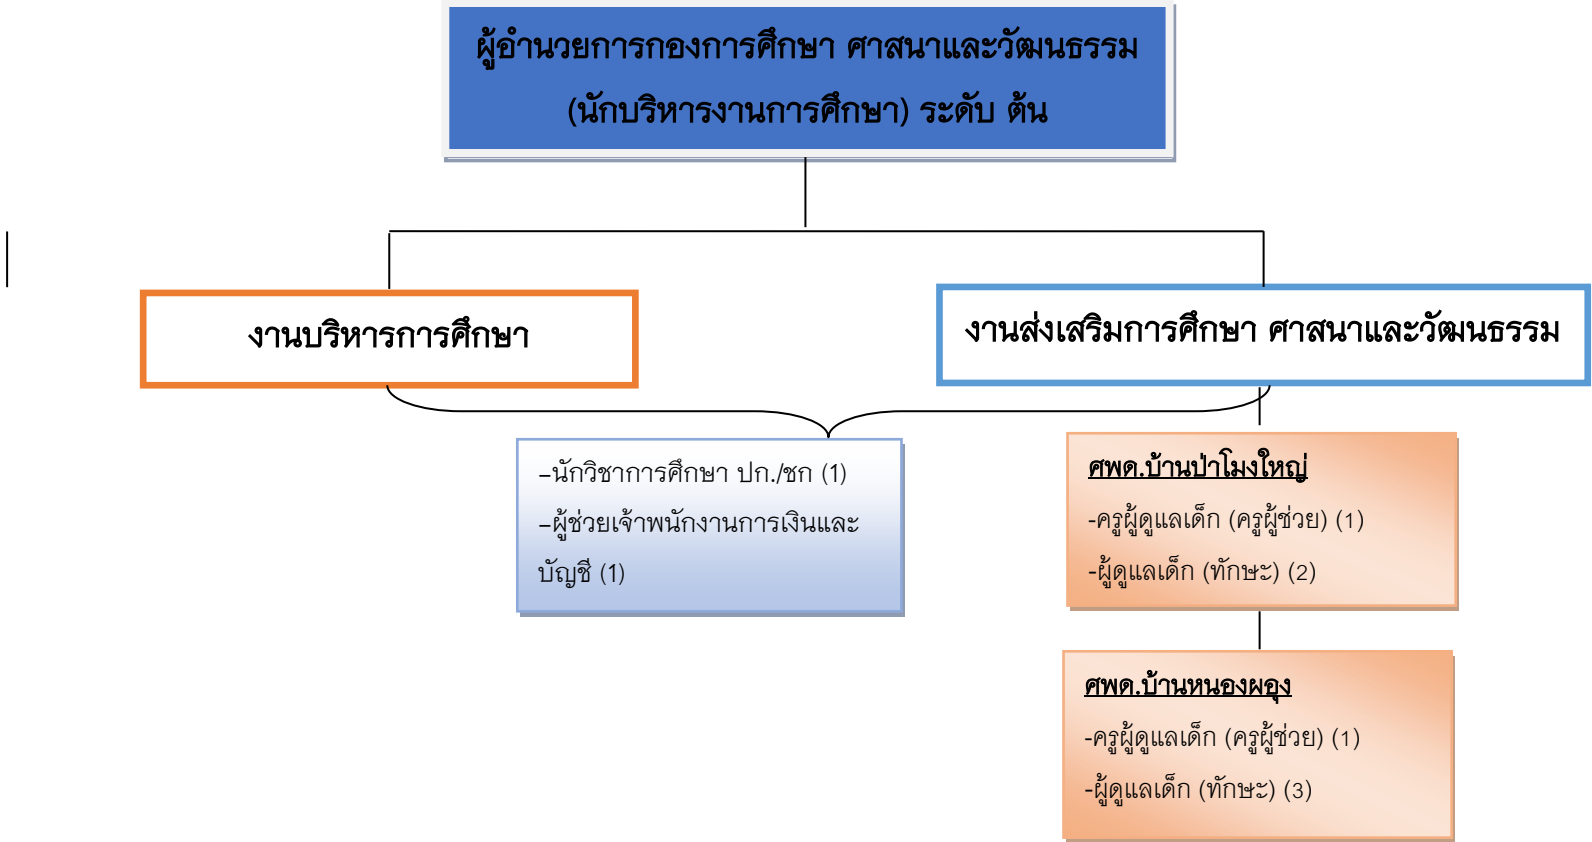 ผู้อำนวยการกองการศึกษา ศาสนาและวัฒนธรรม
(นักบริหารงานการศึกษา) ระดับ ต้น
งานบริหารการศึกษา
งานส่งเสริมการศึกษา ศาสนาและวัฒนธรรม
-นักวิชาการศึกษา ปก./ชก (1)
-ผู้ช่วยเจ้าพนักงานการเงินและ
บัญชี (1)
ศพด.บ้านป่าโมงใหญ่
-ครูผู้ดูแลเด็ก (ครูผู้ช่วย) (1)
-ผู้ดูแลเด็ก (ทักษะ) (2)
ศพด.บ้านหนองผอุง
-ครูผู้ดูแลเด็ก (ครูผู้ช่วย) (1)
-ผู้ดูแลเด็ก (ทักษะ) (3)